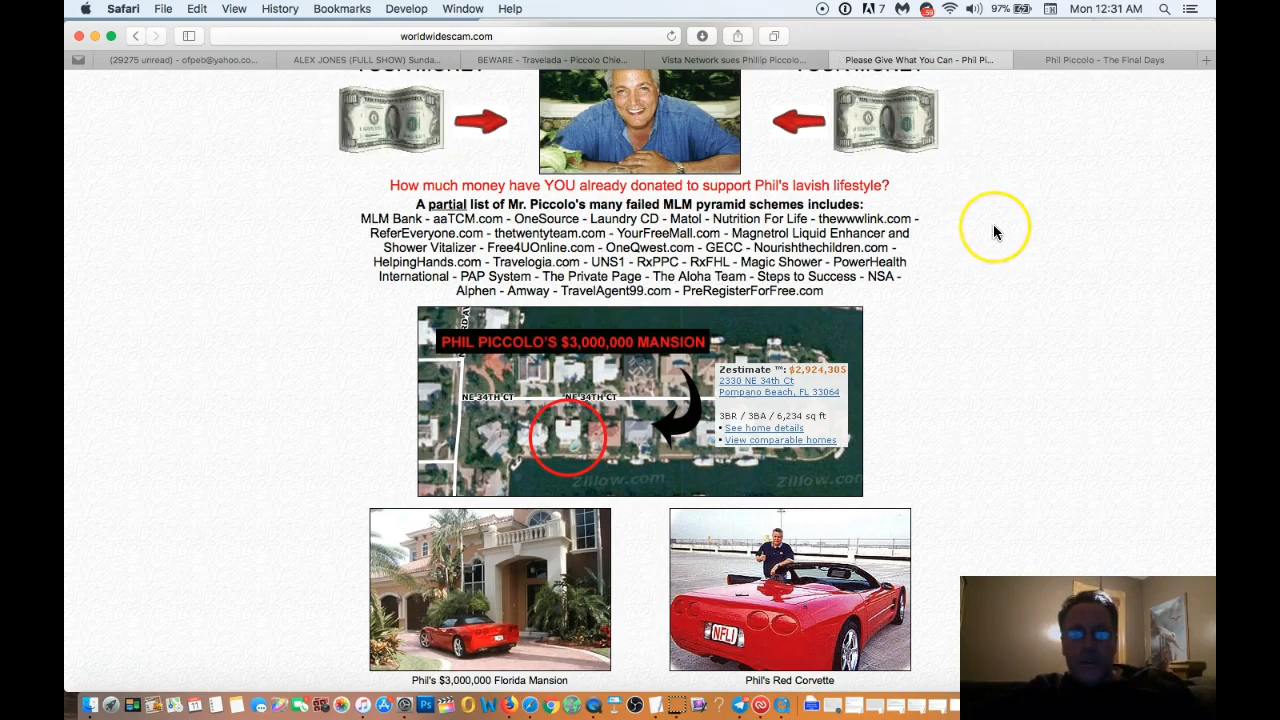 Safari File Edit View History Bookmarks Develop Window Help 7 59 97% Mon 12:31 AM
worldwidescam.com
(29275 unread) - ofpeb@yahoo.co... ALEX JONES (FULL SHOW) Sunda... BEWARE - Travelada - Piccolo Chie... Vista Network sues Phillip Piccolo... Please Give What You Can - Phil Pi... Phil Piccolo - The Final Days
How much money have YOU already donated to support Phil's lavish lifestyle?
A partial list of Mr. Piccolo's many failed MLM pyramid schemes includes:
MLM Bank - aaTCM.com - OneSource - Laundry CD - Matol - Nutrition For Life - thewwwlink.com -
ReferEveryone.com - thetwentyteam.com - YourFreeMall.com - Magnetrol Liquid Enhancer and
Shower Vitalizer - Free4UOnline.com - OneQwest.com - GECC - Nourishthechildren.com -
HelpingHands.com - Travelogia.com - UNS1 - RxPPC - RxFHL - Magic Shower - PowerHealth
International - PAP System - The Private Page - The Aloha Team - Steps to Success - NSA -
Alphen - Amway - TravelAgent99.com - PreRegisterForFree.com
PHIL PICCOLO'S $3,000,000 MANSION
Zestimate ™: $2,924,305
2330 NE 34th Ct
Pompano Beach, FL 33064
3BR / 3BA / 6,234 sq ft
See home details
View comparable homes
NE 34TH CT NE 34TH CT
Zillow.com Zillow.com
NFLI
Phil's $3,000,000 Florida Mansion
Phil's Red Corvette